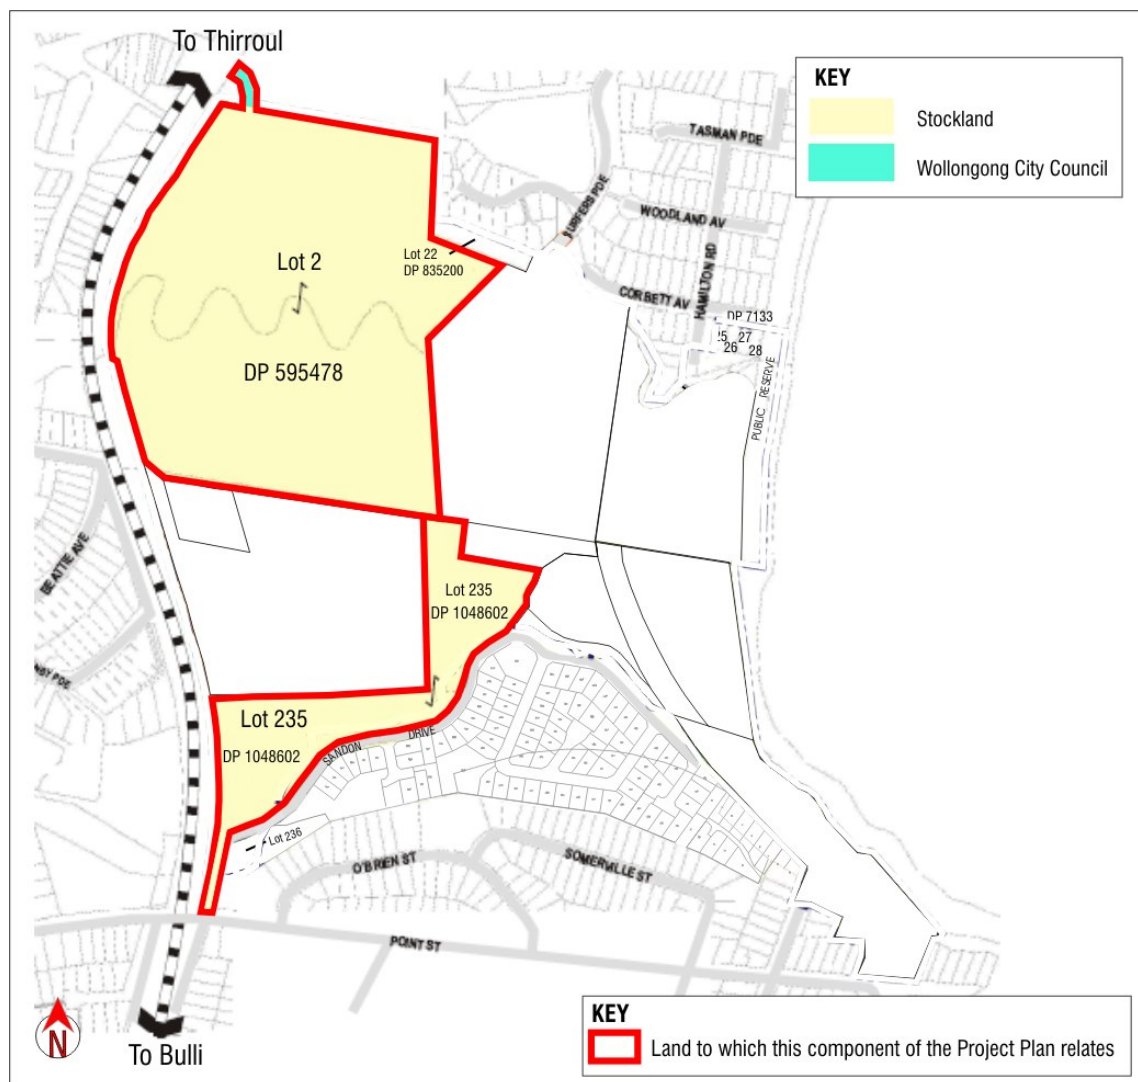 To Thirroul
KEY
Stockland
Wollongong City Council
TASMAN PDE
WOODLAND AV
HAMILTON RD
CORBETT AV
Lot 22
DP 835200
Lot 2
DP 595478
DP 7133
27
26 28
PUBLIC RESERVE
BEATTIE AVE
Lot 235
DP 1048602
Lot 235
DP 1048602
SANDON DRIVE
Lot 236
O'BRIEN ST
SOMERVILLE ST
POINT ST
N
To Bulli
KEY
Land to which this component of the Project Plan relates